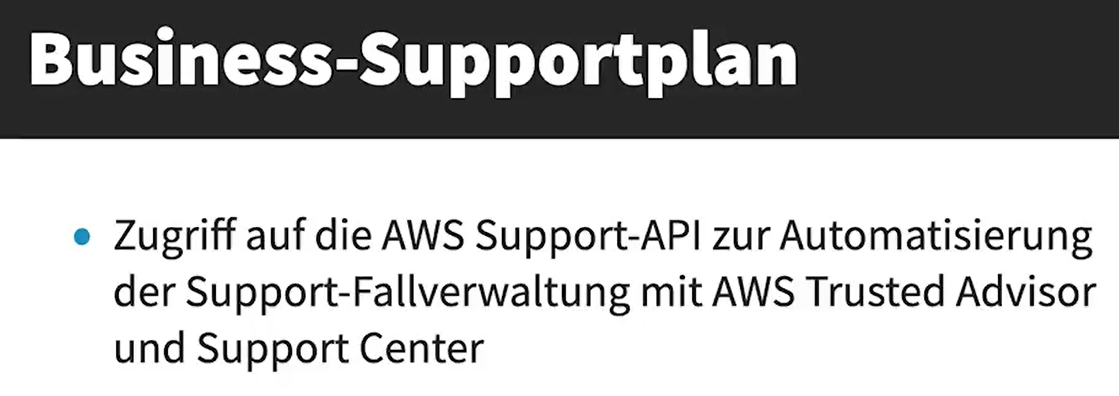 Business-Supportplan
• Zugriff auf die AWS Support-API zur Automatisierung
der Support-Fallverwaltung mit AWS Trusted Advisor
und Support Center